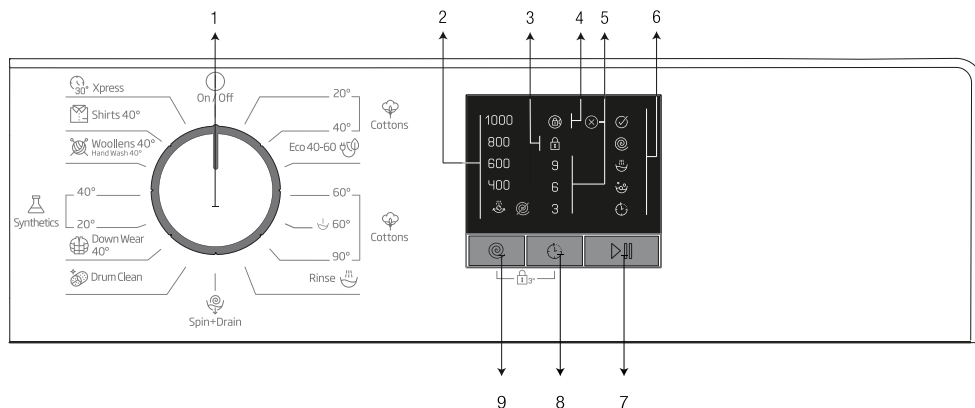 1 2 3 4 5 6
On / Off
30° Xpress
Shirts 40°
Woollens 40°
Hand Wash 40°
40°
Synthetics
20°
Down Wear
40°
Drum Clean
Spin+Drain
20°
40°
Cottons
Eco 40-60
60°
60°
Cottons
90°
Rinse
1000
800
600
400
9
6
3
3"
9 8 7